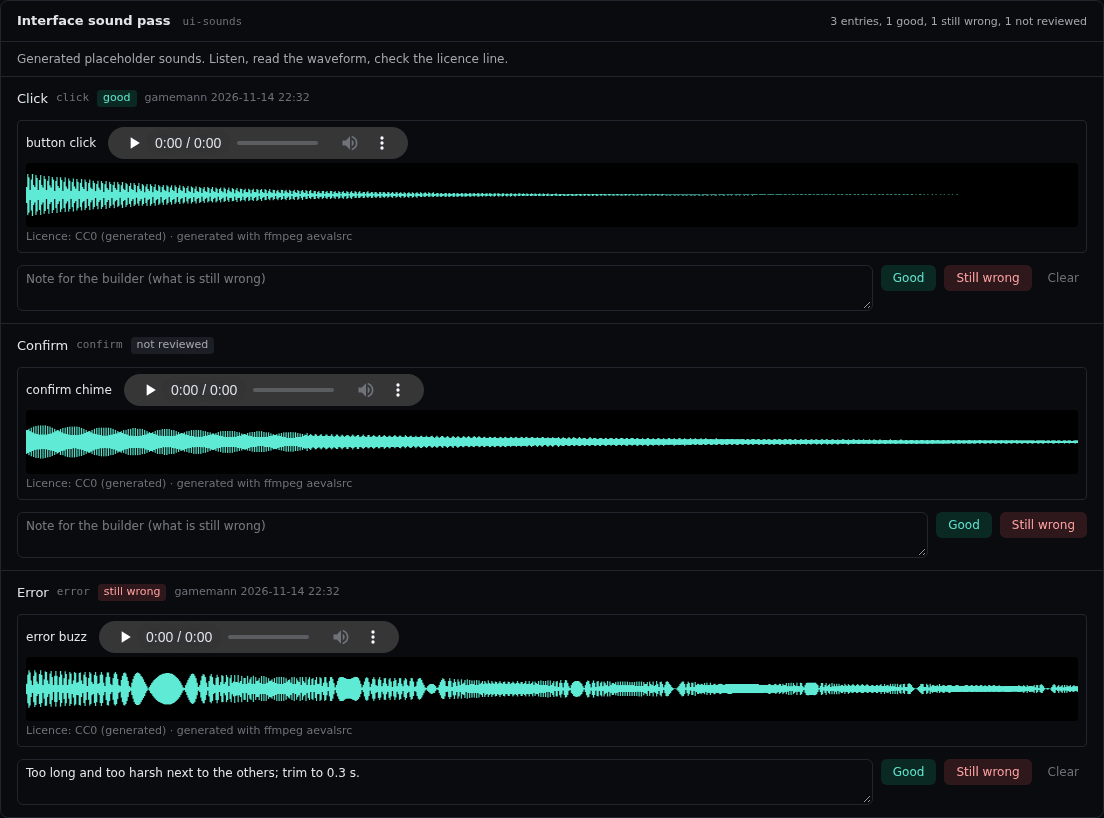 Interface sound pass ui-sounds 3 entries, 1 good, 1 still wrong, 1 not reviewed
Generated placeholder sounds. Listen, read the waveform, check the licence line.
Click click good gamemann 2026-11-14 22:32
button click 0:00 / 0:00
Licence: CC0 (generated) · generated with ffmpeg aevalsrc
Note for the builder (what is still wrong) Good Still wrong Clear
Confirm confirm not reviewed
confirm chime 0:00 / 0:00
Licence: CC0 (generated) · generated with ffmpeg aevalsrc
Note for the builder (what is still wrong) Good Still wrong
Error error still wrong gamemann 2026-11-14 22:32
error buzz 0:00 / 0:00
Licence: CC0 (generated) · generated with ffmpeg aevalsrc
Too long and too harsh next to the others; trim to 0.3 s. Good Still wrong Clear